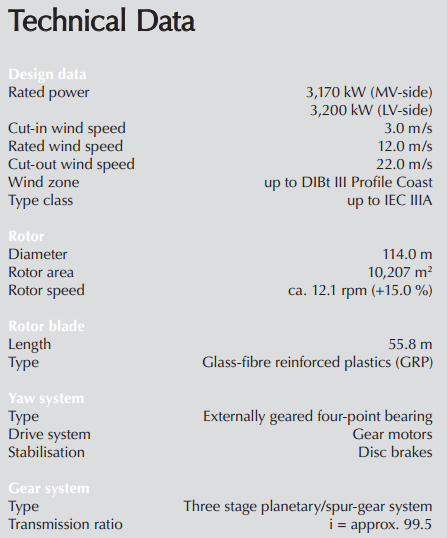 Technical Data
Design data
Rated power 3,170 kW (MV-side)
3,200 kW (LV-side)
Cut-in wind speed 3.0 m/s
Rated wind speed 12.0 m/s
Cut-out wind speed 22.0 m/s
Wind zone up to DIBt III Profile Coast
Type class up to IEC IIIA
Rotor
Diameter 114.0 m
Rotor area 10,207 m²
Rotor speed ca. 12.1 rpm (+15.0 %)
Rotor blade
Length 55.8 m
Type Glass-fibre reinforced plastics (GRP)
Yaw system
Type Externally geared four-point bearing
Drive system Gear motors
Stabilisation Disc brakes
Gear system
Type Three stage planetary/spur-gear system
Transmission ratio i = approx. 99.5